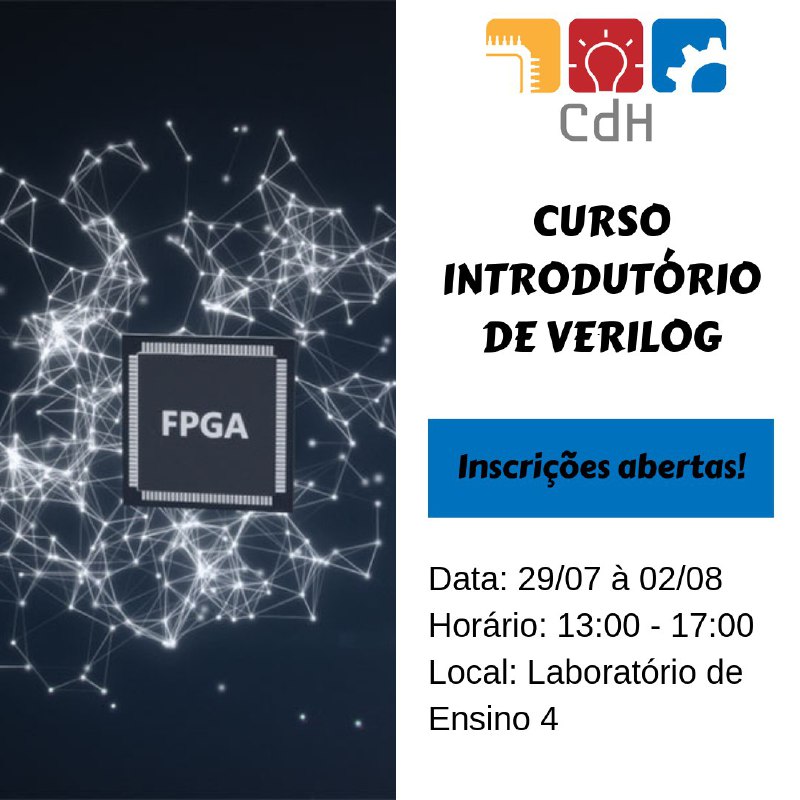 CdH
CURSO
INTRODUTÓRIO
DE VERILOG
FPGA
Inscrições abertas!
Data: 29/07 à 02/08
Horário: 13:00 - 17:00
Local: Laboratório de
Ensino 4